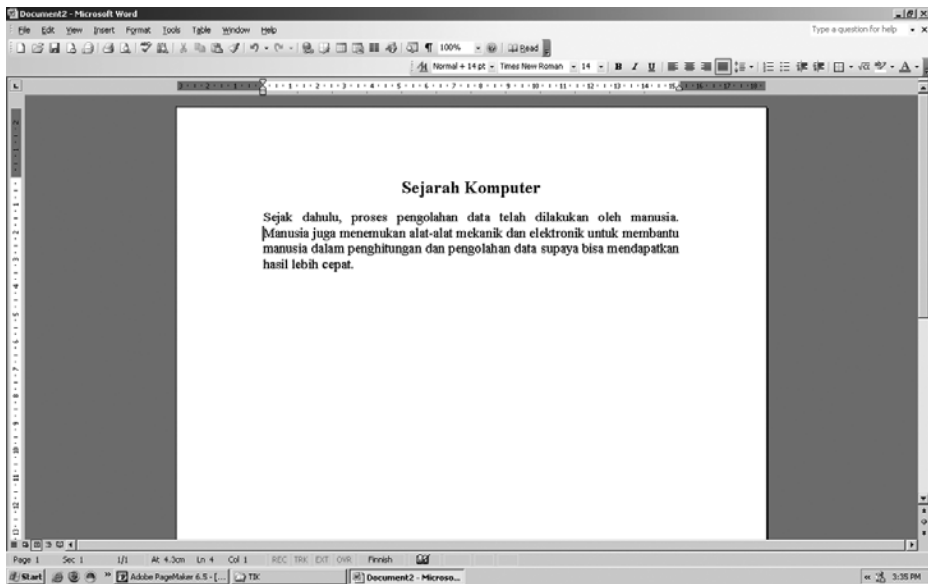 Document2 - Microsoft Word
File Edit View Insert Format Tools Table Window Help Type a question for help
100% Read
Normal + 14 pt Times New Roman 14 B I U
Sejarah Komputer
Sejak dahulu, proses pengolahan data telah dilakukan oleh manusia.
Manusia juga menemukan alat-alat mekanik dan elektronik untuk membantu
manusia dalam penghitungan dan pengolahan data supaya bisa mendapatkan
hasil lebih cepat.
Page 1 Sec 1 1/1 At 4.3cm Ln 4 Col 1 REC TRK EXT OVR Finnish
Start Adobe PageMaker 6.5 - [... TIK Document2 - Microso... 3:35 PM